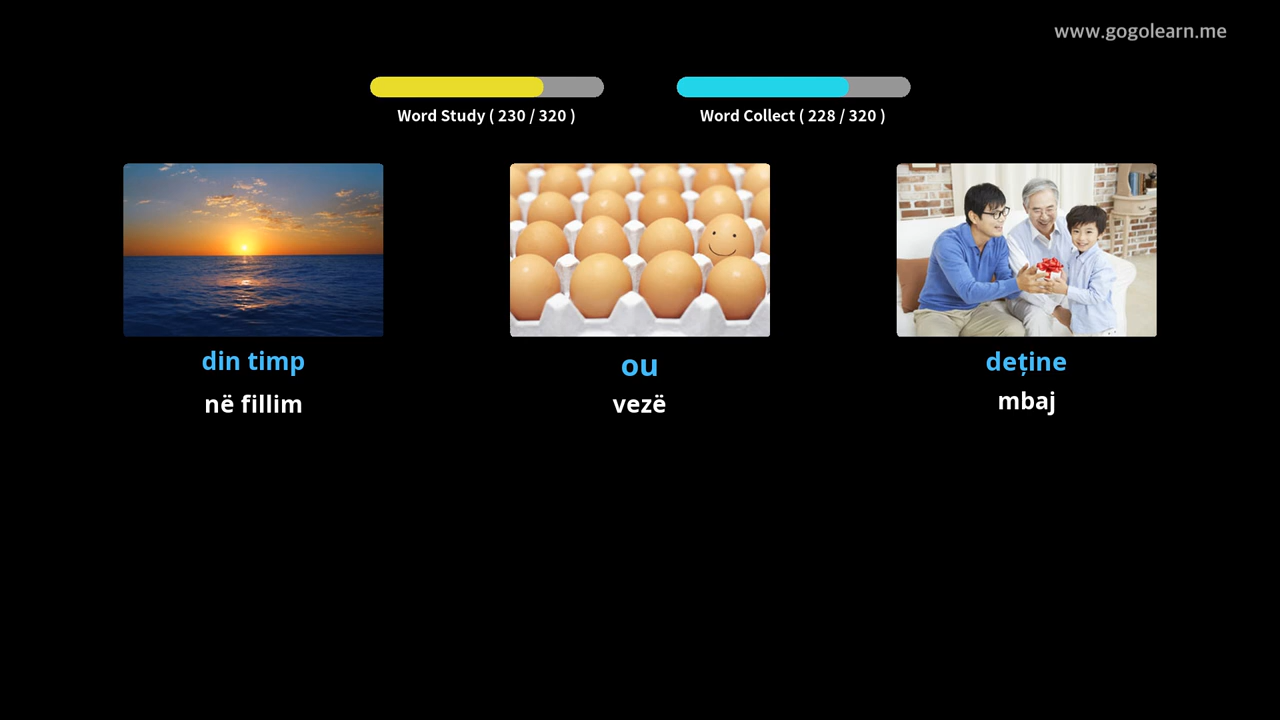 www.gogolearn.me
Word Study ( 230 / 320 )
Word Collect ( 228 / 320 )
din timp
ou
deține
në fillim
vezë
mbaj